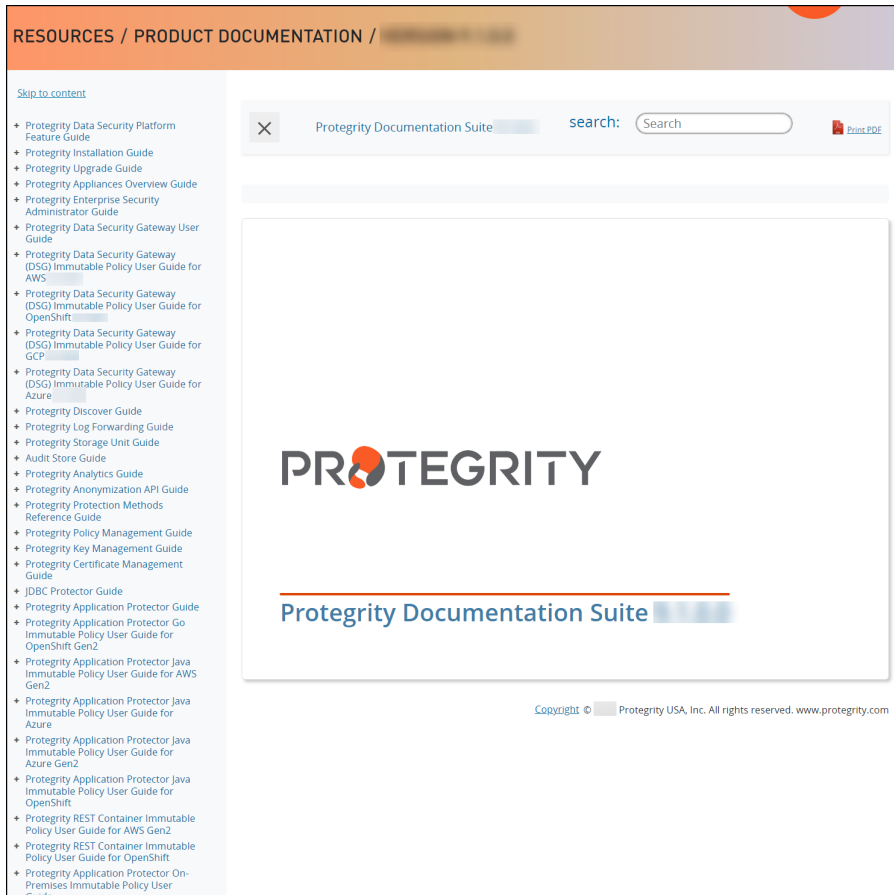 RESOURCES / PRODUCT DOCUMENTATION /
Skip to content
+ Protegrity Data Security Platform
Feature Guide
+ Protegrity Installation Guide
+ Protegrity Upgrade Guide
+ Protegrity Appliances Overview Guide
+ Protegrity Enterprise Security
Administrator Guide
+ Protegrity Data Security Gateway User
Guide
+ Protegrity Data Security Gateway
(DSG) Immutable Policy User Guide for
AWS
+ Protegrity Data Security Gateway
(DSG) Immutable Policy User Guide for
OpenShift
+ Protegrity Data Security Gateway
(DSG) Immutable Policy User Guide for
GCP
+ Protegrity Data Security Gateway
(DSG) Immutable Policy User Guide for
Azure
+ Protegrity Discover Guide
+ Protegrity Log Forwarding Guide
+ Protegrity Storage Unit Guide
+ Audit Store Guide
+ Protegrity Analytics Guide
+ Protegrity Anonymization API Guide
+ Protegrity Protection Methods
Reference Guide
+ Protegrity Policy Management Guide
+ Protegrity Key Management Guide
+ Protegrity Certificate Management
Guide
+ JDBC Protector Guide
+ Protegrity Application Protector Guide
+ Protegrity Application Protector Go
Immutable Policy User Guide for
OpenShift Gen2
+ Protegrity Application Protector Java
Immutable Policy User Guide for AWS
Gen2
+ Protegrity Application Protector Java
Immutable Policy User Guide for
Azure
+ Protegrity Application Protector Java
Immutable Policy User Guide for
Azure Gen2
+ Protegrity Application Protector Java
Immutable Policy User Guide for
OpenShift
+ Protegrity REST Container Immutable
Policy User Guide for AWS Gen2
+ Protegrity REST Container Immutable
Policy User Guide for OpenShift
+ Protegrity Application Protector On-
Premises Immutable Policy User
Protegrity Documentation Suite search: Search Print PDF
PROTEGRITY
Protegrity Documentation Suite
Copyright © Protegrity USA, Inc. All rights reserved. www.protegrity.com